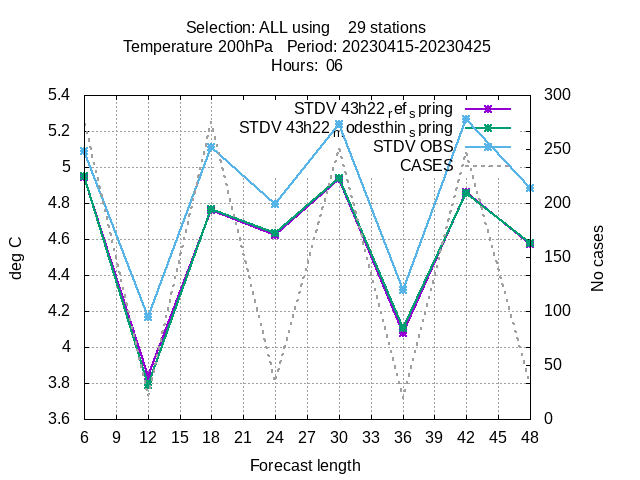 Selection: ALL using    29 stations
Temperature 200hPa   Period: 20230415-20230425
Hours:  06
5.4
5.2
5
4.8
4.6
4.4
4.2
4
3.8
3.6
300
250
200
150
100
50
0
deg C
No cases
STDV 43h22_ref_spring
STDV 43h22_modesthin_spring
STDV OBS
CASES
6 9 12 15 18 21 24 27 30 33 36 39 42 45 48
Forecast length